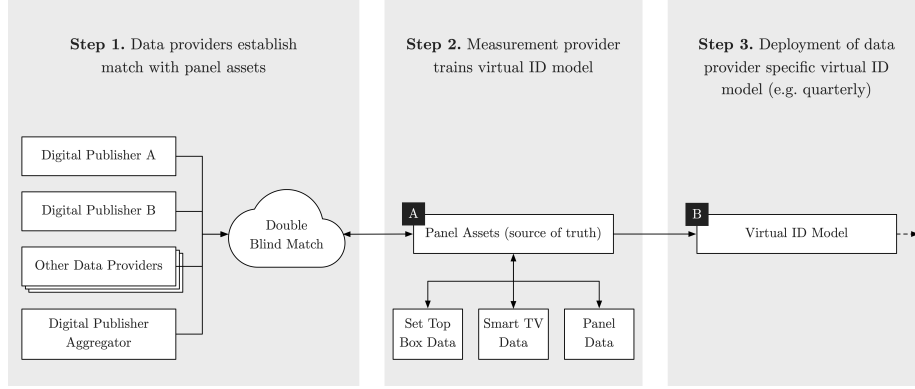 Step 1. Data providers establish
match with panel assets
Step 2. Measurement provider
trains virtual ID model
Step 3. Deployment of data
provider specific virtual ID
model (e.g. quarterly)
Digital Publisher A
Digital Publisher B
Other Data Providers
Digital Publisher
Aggregator
Double
Blind Match
A
Panel Assets (source of truth)
Set Top
Box Data
Smart TV
Data
Panel
Data
B
Virtual ID Model